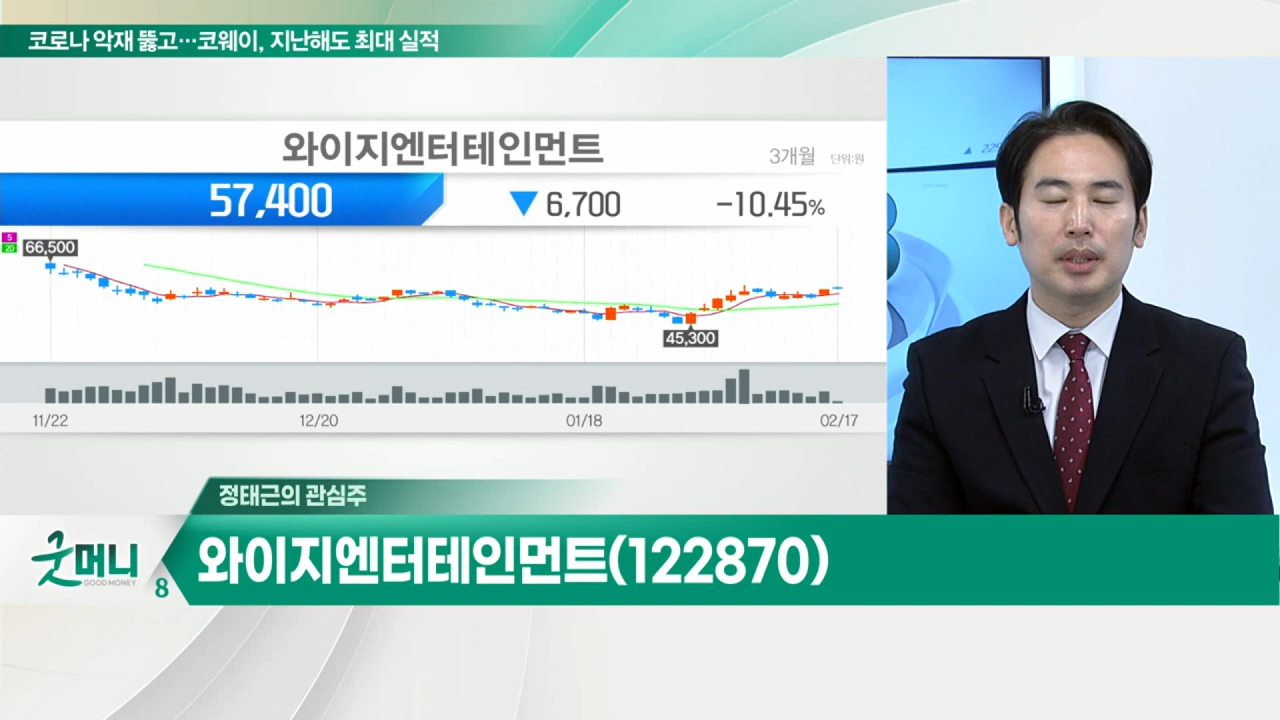 코로나 악재 뚫고…코웨이, 지난해도 최대 실적
와이지엔터테인먼트
3개월 단위:원
57,400 ▼ 6,700 -10.45%
5
20
66,500
45,300
11/22 12/20 01/18 02/17
정태근의 관심주
와이지엔터테인먼트(122870)
굿머니
GOOD MONEY
8